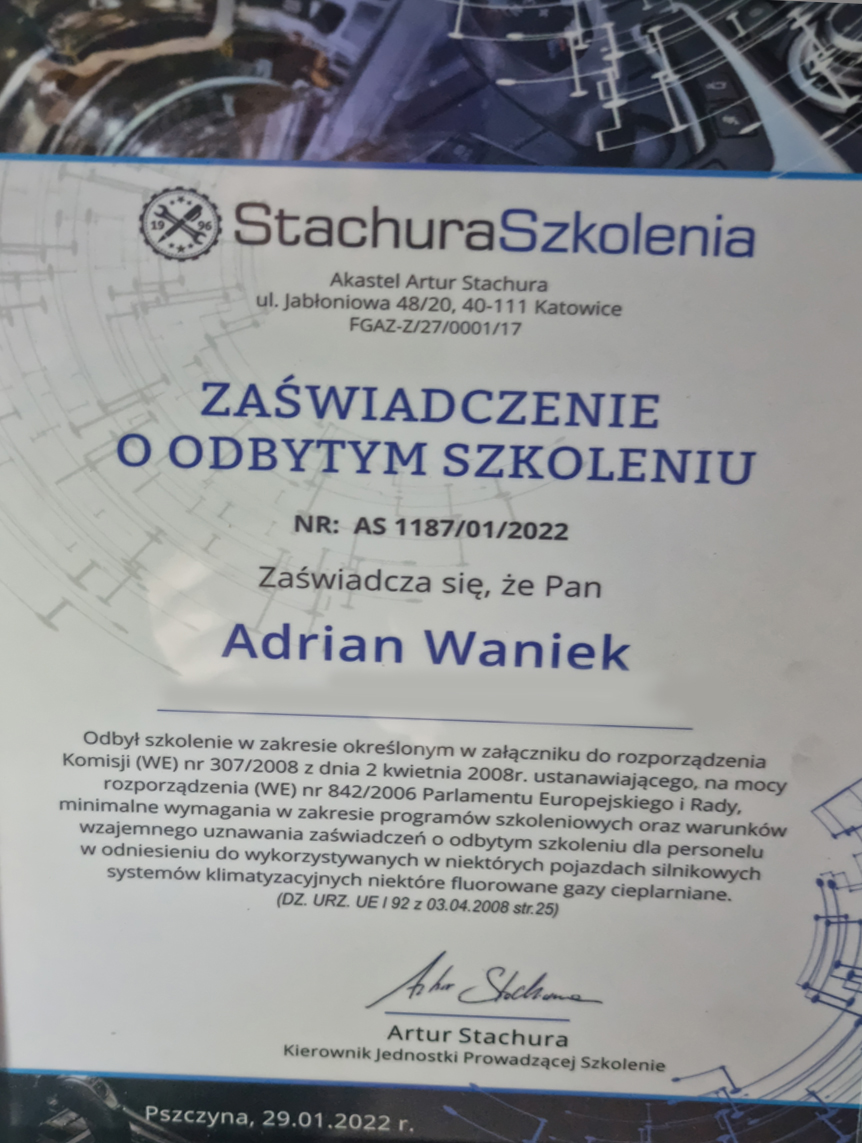 19 96
StachuraSzkolenia
Akastel Artur Stachura
ul. Jabłoniowa 48/20, 40-111 Katowice
FGAZ-Z/27/0001/17
ZAŚWIADCZENIE
O ODBYTYM SZKOLENIU
NR: AS 1187/01/2022
Zaświadcza się, że Pan
Adrian Waniek
Odbył szkolenie w zakresie określonym w załączniku do rozporządzenia
Komisji (WE) nr 307/2008 z dnia 2 kwietnia 2008r. ustanawiającego, na mocy
rozporządzenia (WE) nr 842/2006 Parlamentu Europejskiego i Rady,
minimalne wymagania w zakresie programów szkoleniowych oraz warunków
wzajemnego uznawania zaświadczeń o odbytym szkoleniu dla personelu
w odniesieniu do wykorzystywanych w niektórych pojazdach silnikowych
systemów klimatyzacyjnych niektóre fluorowane gazy cieplarniane.
(DZ. URZ. UE l 92 z 03.04.2008 str.25)
Artur Stachura
Artur Stachura
Kierownik Jednostki Prowadzącej Szkolenie
Pszczyna, 29.01.2022 r.